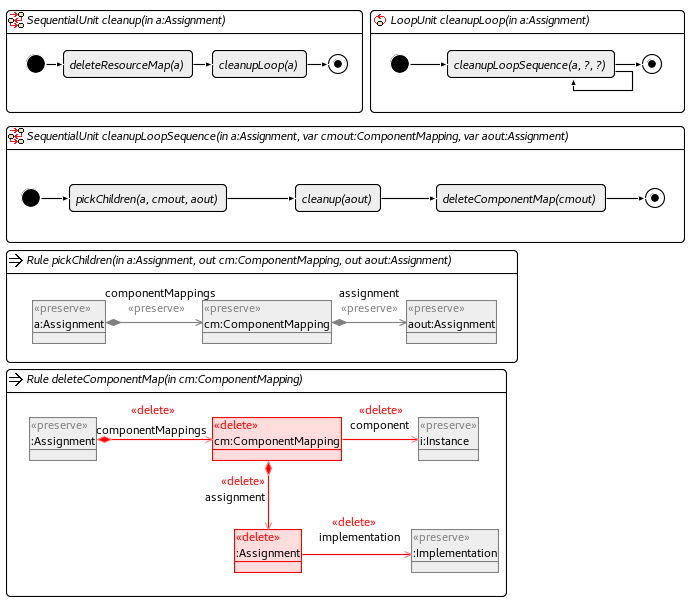 SequentialUnit cleanup(in a:Assignment)
deleteResourceMap(a)
cleanupLoop(a)
LoopUnit cleanupLoop(in a:Assignment)
cleanupLoopSequence(a, ?, ?)
SequentialUnit cleanupLoopSequence(in a:Assignment, var cmout:ComponentMapping, var aout:Assignment)
pickChildren(a, cmout, aout)
cleanup(aout)
deleteComponentMap(cmout)
Rule pickChildren(in a:Assignment, out cm:ComponentMapping, out aout:Assignment)
componentMappings
assignment
«preserve»
«preserve»
«preserve»
«preserve»
«preserve»
a:Assignment
cm:ComponentMapping
aout:Assignment
Rule deleteComponentMap(in cm:ComponentMapping)
«delete»
«delete»
«preserve»
componentMappings
«delete»
component
«preserve»
:Assignment
cm:ComponentMapping
i:Instance
«delete»
assignment
«delete»
implementation
«delete»
«preserve»
:Assignment
:Implementation